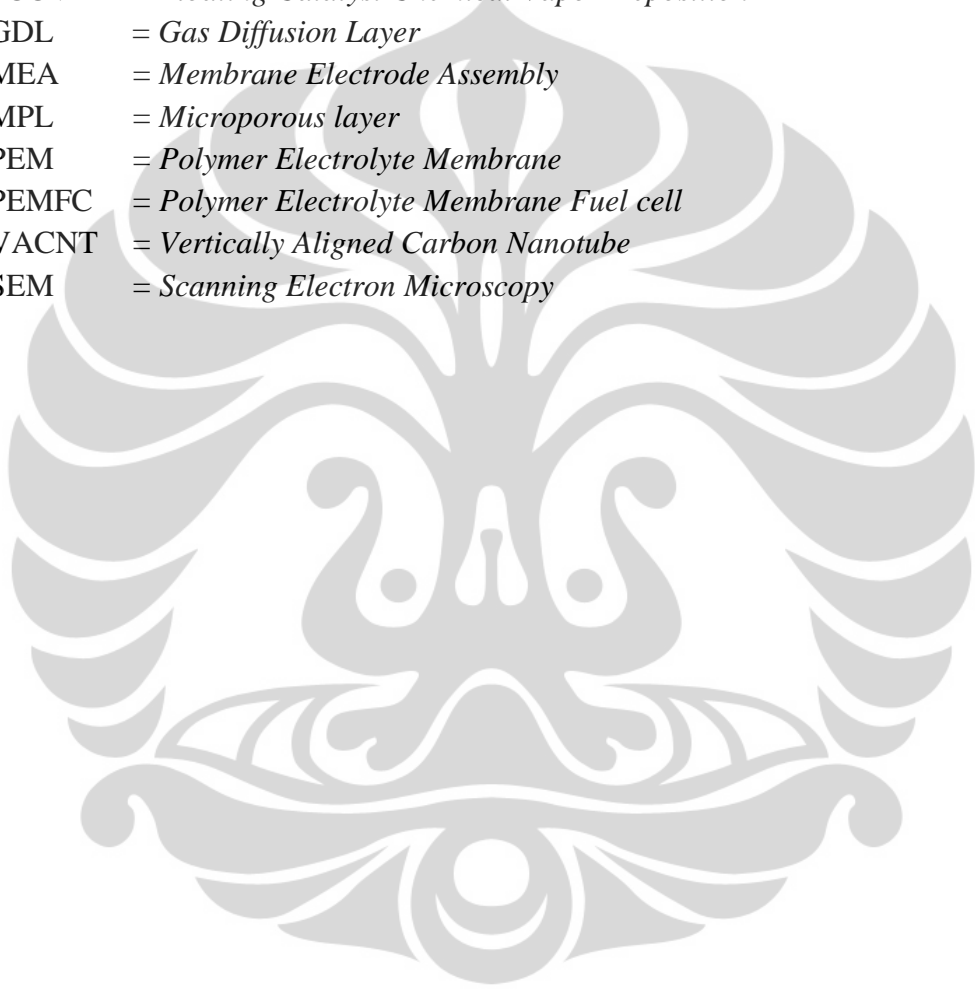 GDL = Gas Diffusion Layer
MEA = Membrane Electrode Assembly
MPL = Microporous layer
PEM = Polymer Electrolyte Membrane
PEMFC = Polymer Electrolyte Membrane Fuel cell
VACNT = Vertically Aligned Carbon Nanotube
SEM = Scanning Electron Microscopy